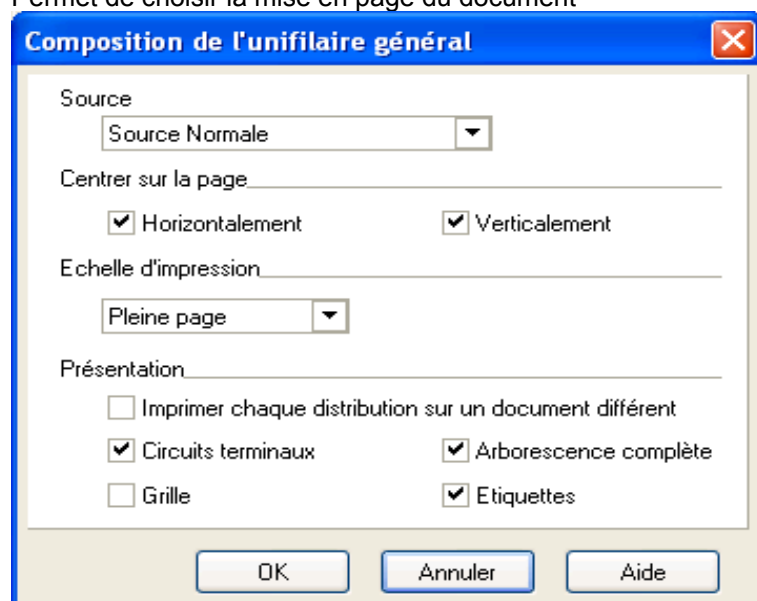 Permet de choisir la mise en page du document
Composition de l'unifilaire général
Source
Source Normale
Centrer sur la page
Horizontalement
Verticalement
Echelle d'impression
Pleine page
Présentation
Imprimer chaque distribution sur un document différent
Circuits terminaux
Arborescence complète
Grille
Etiquettes
OK
Annuler
Aide